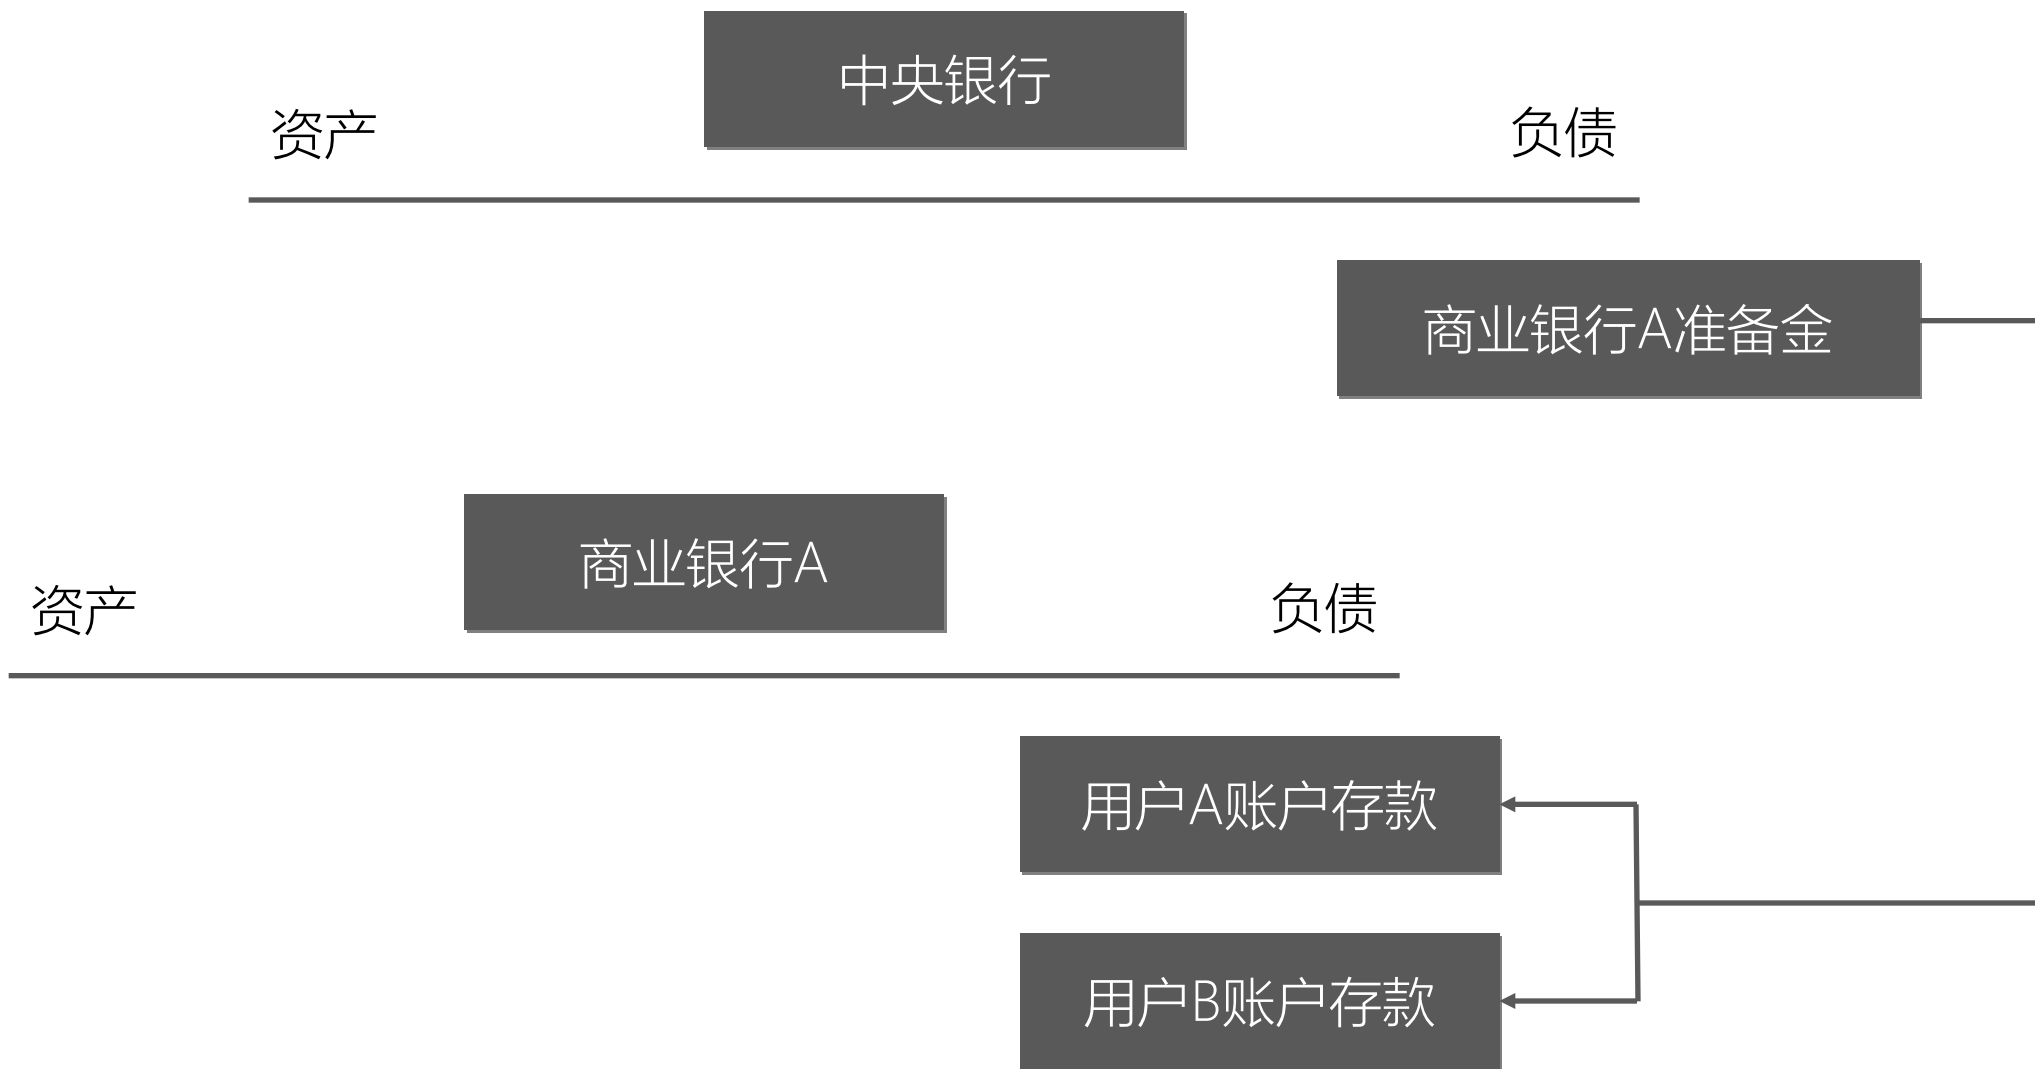 中央银行
资产
负债
商业银行A准备金
商业银行A
资产
负债
用户A账户存款
用户B账户存款